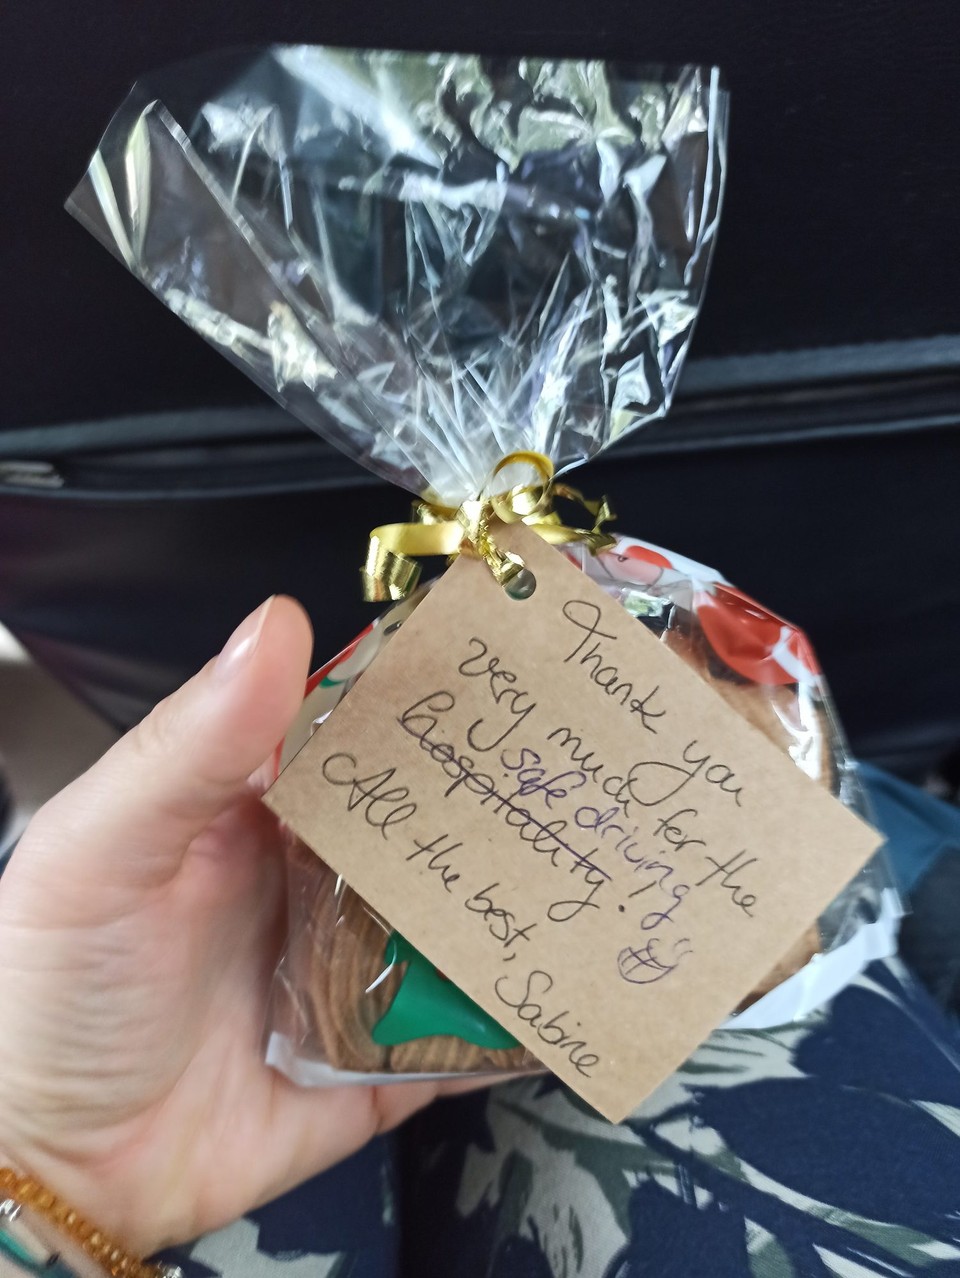 Thank you
very much for the
safe driving
hospitality!
All the best,
Sabine